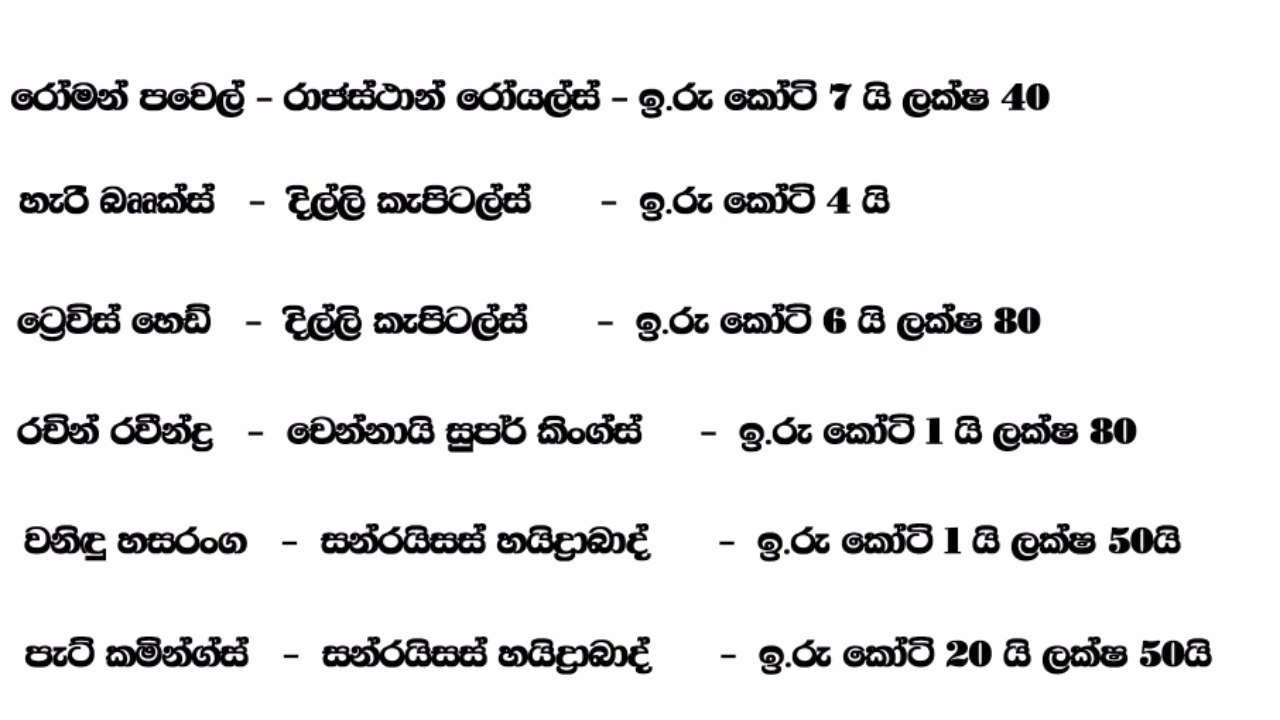 රෝමන් පවෙල් - රාජස්ථාන් රෝයල්ස් - ඉ.රු කෝටි 7 යි ලක්ෂ 40
හැරී බෲක්ස් - දිල්ලි කැපිටල්ස් - ඉ.රු කෝටි 4 යි
ට්‍රෙවිස් හෙඩ් - දිල්ලි කැපිටල්ස් - ඉ.රු කෝටි 6 යි ලක්ෂ 80
රචින් රවීන්ද්‍ර - චෙන්නායි සුපර් කිංග්ස් - ඉ.රු කෝටි 1 යි ලක්ෂ 80
වනිඳු හසරංග - සන්රයිසස් හයිද්‍රාබාද් - ඉ.රු කෝටි 1 යි ලක්ෂ 50යි
පැට් කමින්ග්ස් - සන්රයිසස් හයිද්‍රාබාද් - ඉ.රු කෝටි 20 යි ලක්ෂ 50යි